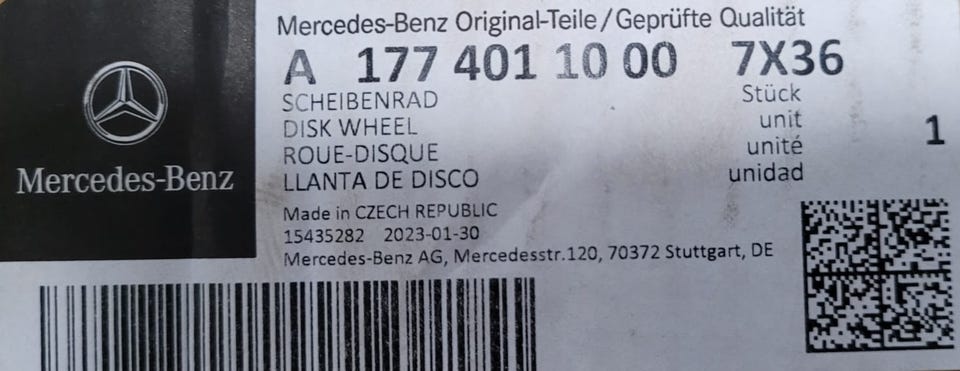 Mercedes-Benz
Mercedes-Benz Original-Teile/Geprüfte Qualität
A 177 401 10 00 7X36
SCHEIBENRAD Stück
DISK WHEEL unit 1
ROUE-DISQUE unité
LLANTA DE DISCO unidad
Made in CZECH REPUBLIC
15435282 2023-01-30
Mercedes-Benz AG, Mercedesstr.120, 70372 Stuttgart, DE